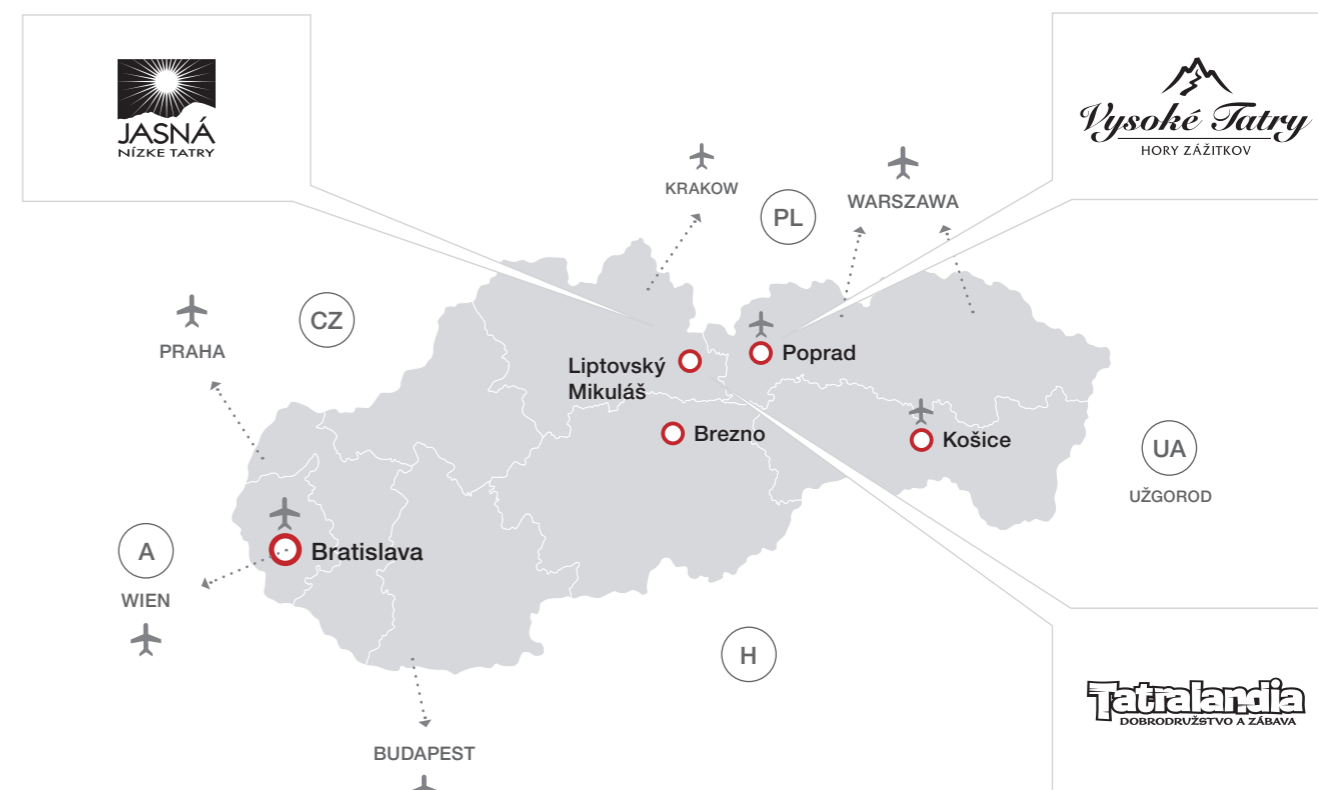 JASNÁ
NÍZKE TATRY
Vysoké Tatry
HORY ZÁŽITKOV
KRAKOW
PL
WARSZAWA
CZ
PRAHA
Liptovský
Mikuláš
Poprad
Brezno
Košice
UA
UŽGOROD
A
WIEN
Bratislava
H
Tatralandia
DOBRODRUŽSTVO A ZÁBAVA
BUDAPEST